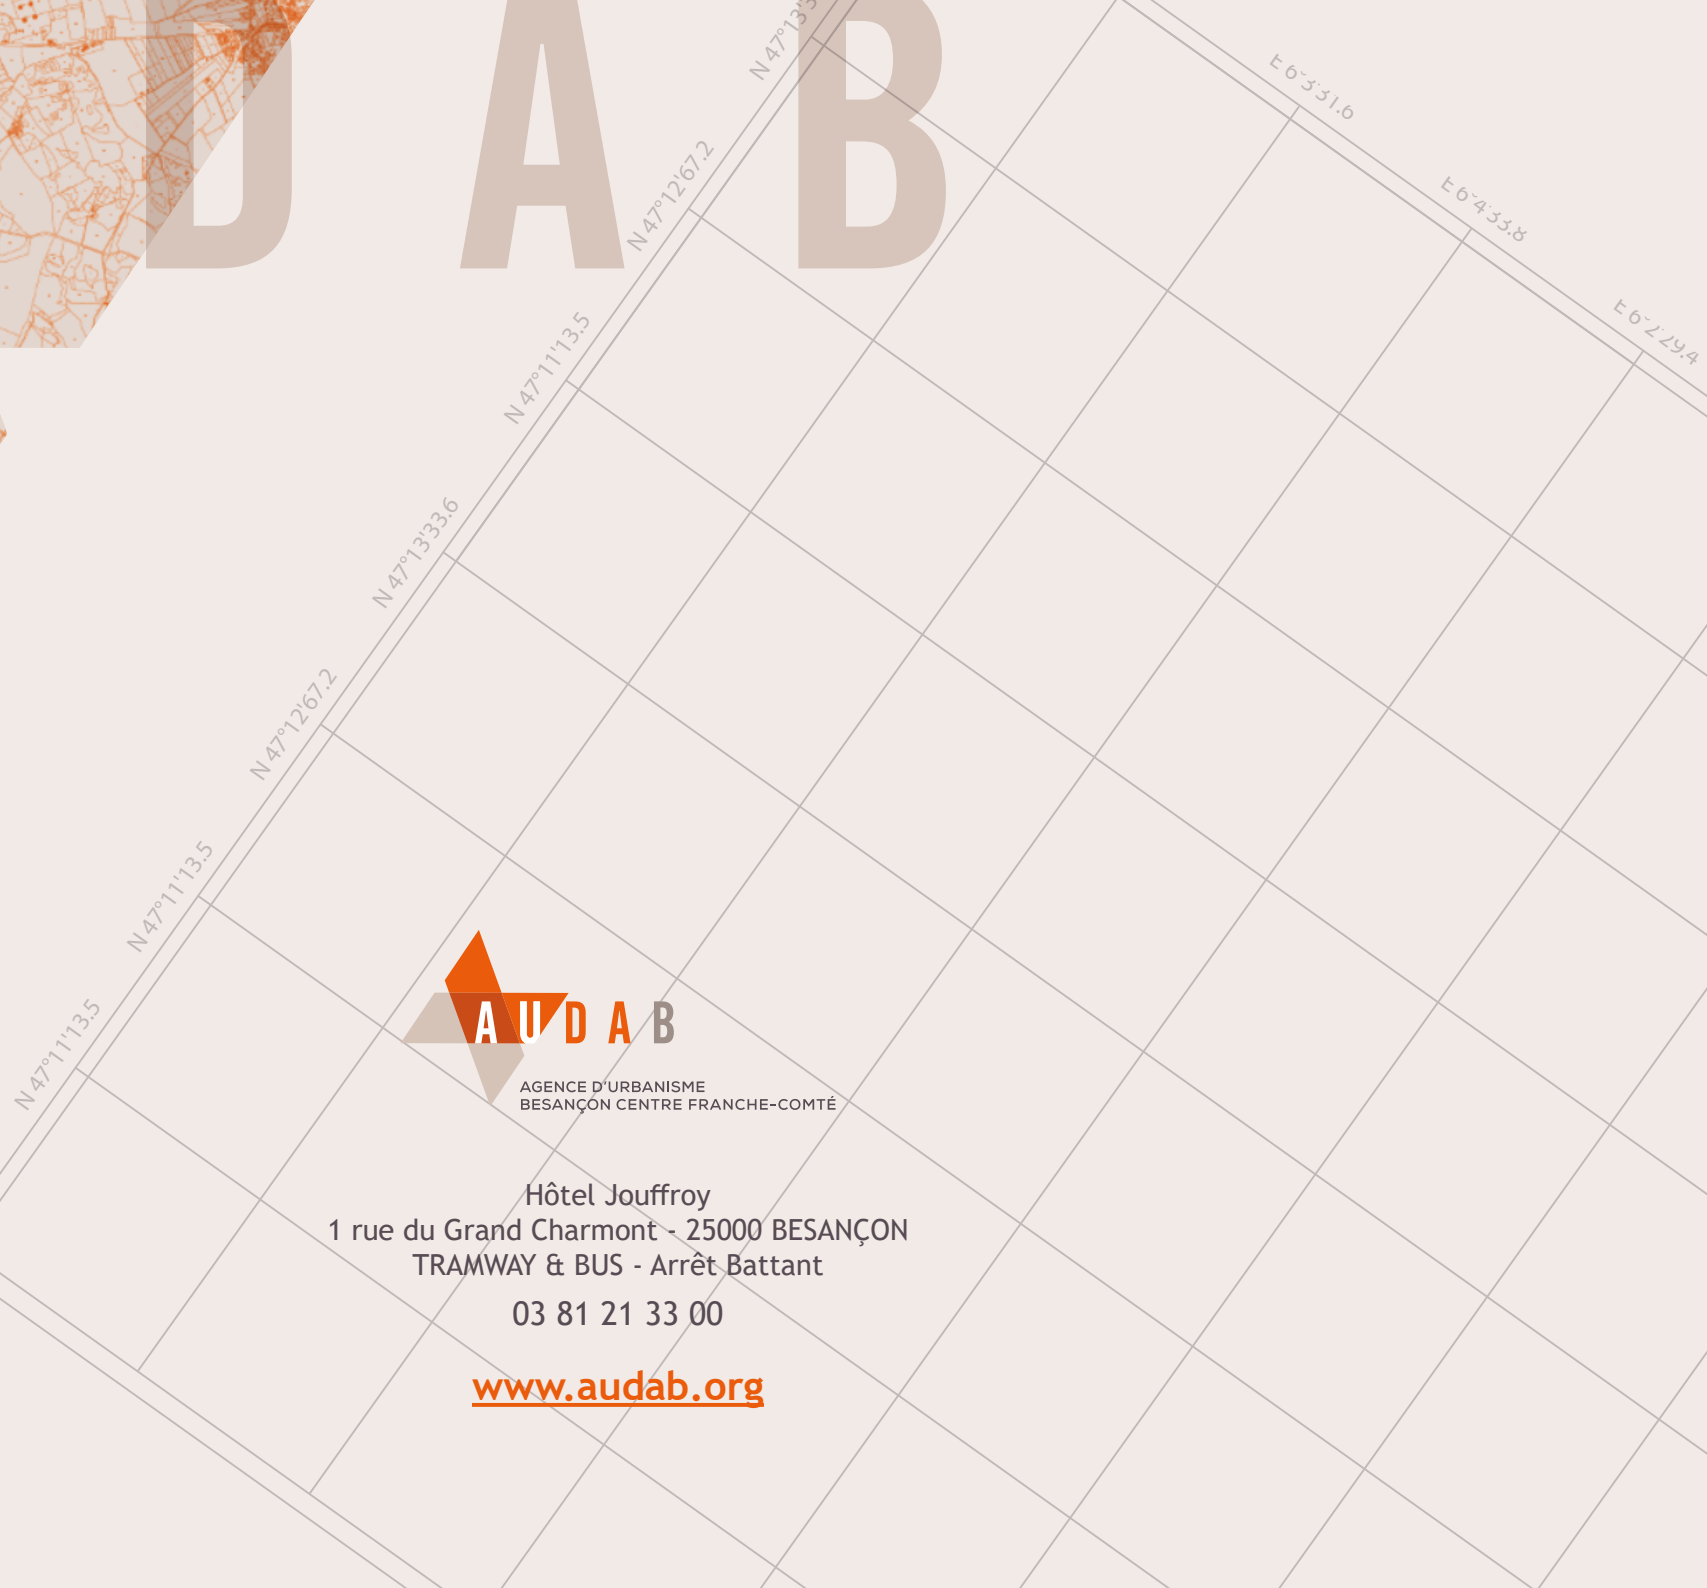 D A B
N 47°12'67.2
N 47°11'13.5
N 47°13'33.6
N 47°12'67.2
N 47°11'13.5
N 47°11'13.5
E 6°3'31.6
E 6°4'33.8
E 6°2'29.4
AUDAB
AGENCE D'URBANISME
BESANÇON CENTRE FRANCHE-COMTÉ
Hôtel Jouffroy
1 rue du Grand Charmont - 25000 BESANÇON
TRAMWAY & BUS - Arrêt Battant
03 81 21 33 00
www.audab.org